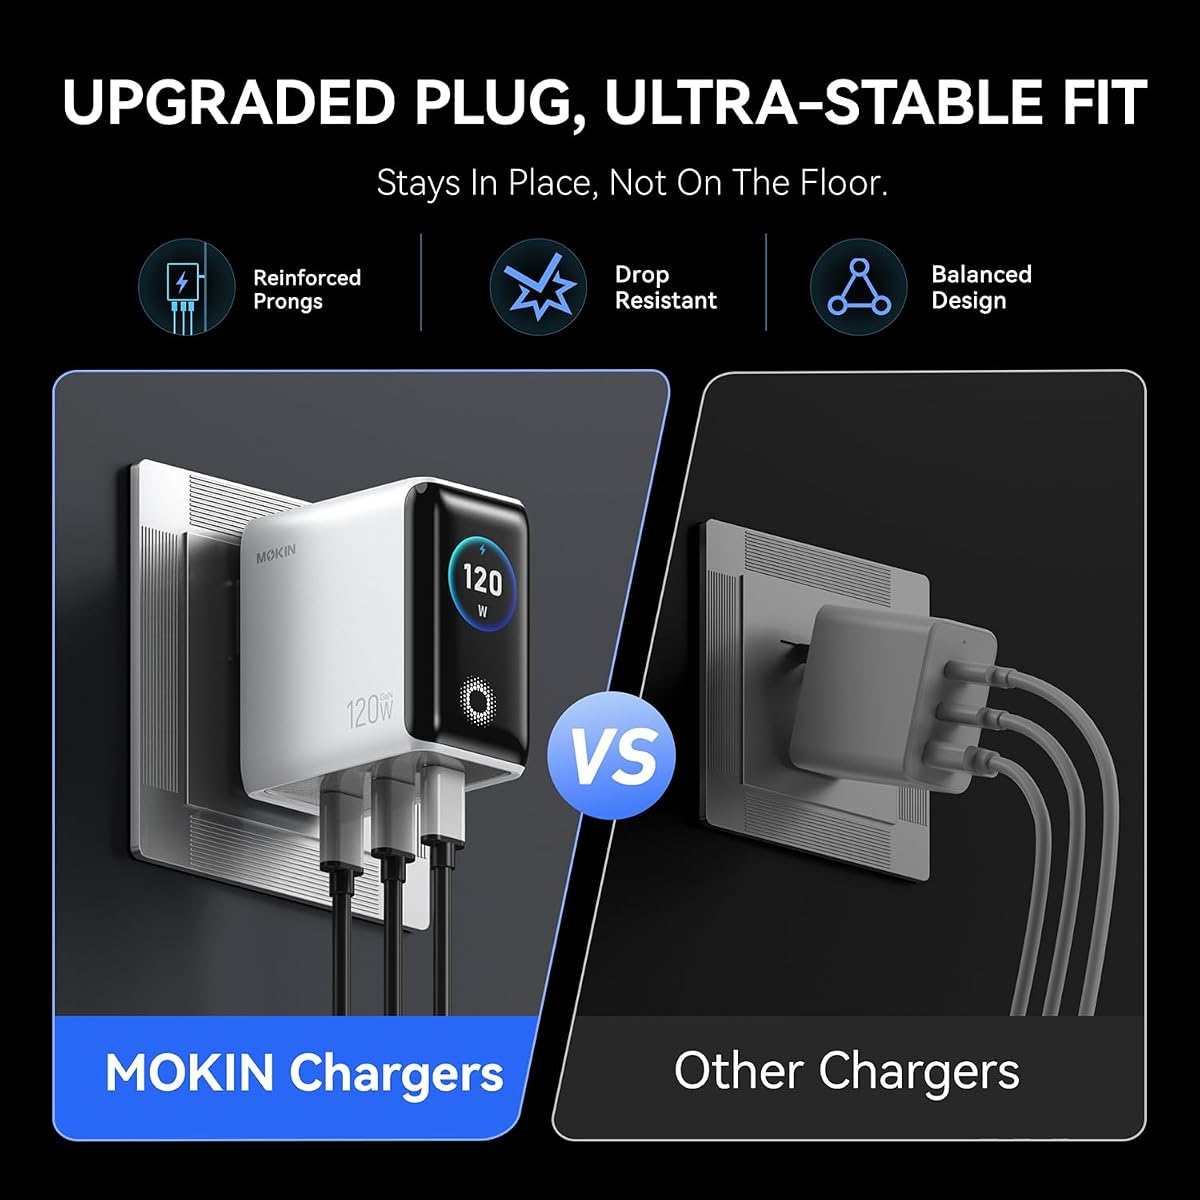 UPGRADED PLUG, ULTRA-STABLE FIT
Stays In Place, Not On The Floor.
Reinforced
Prongs
Drop
Resistant
Balanced
Design
MOKIN
120
W
120W
GaN
VS
MOKIN Chargers
Other Chargers